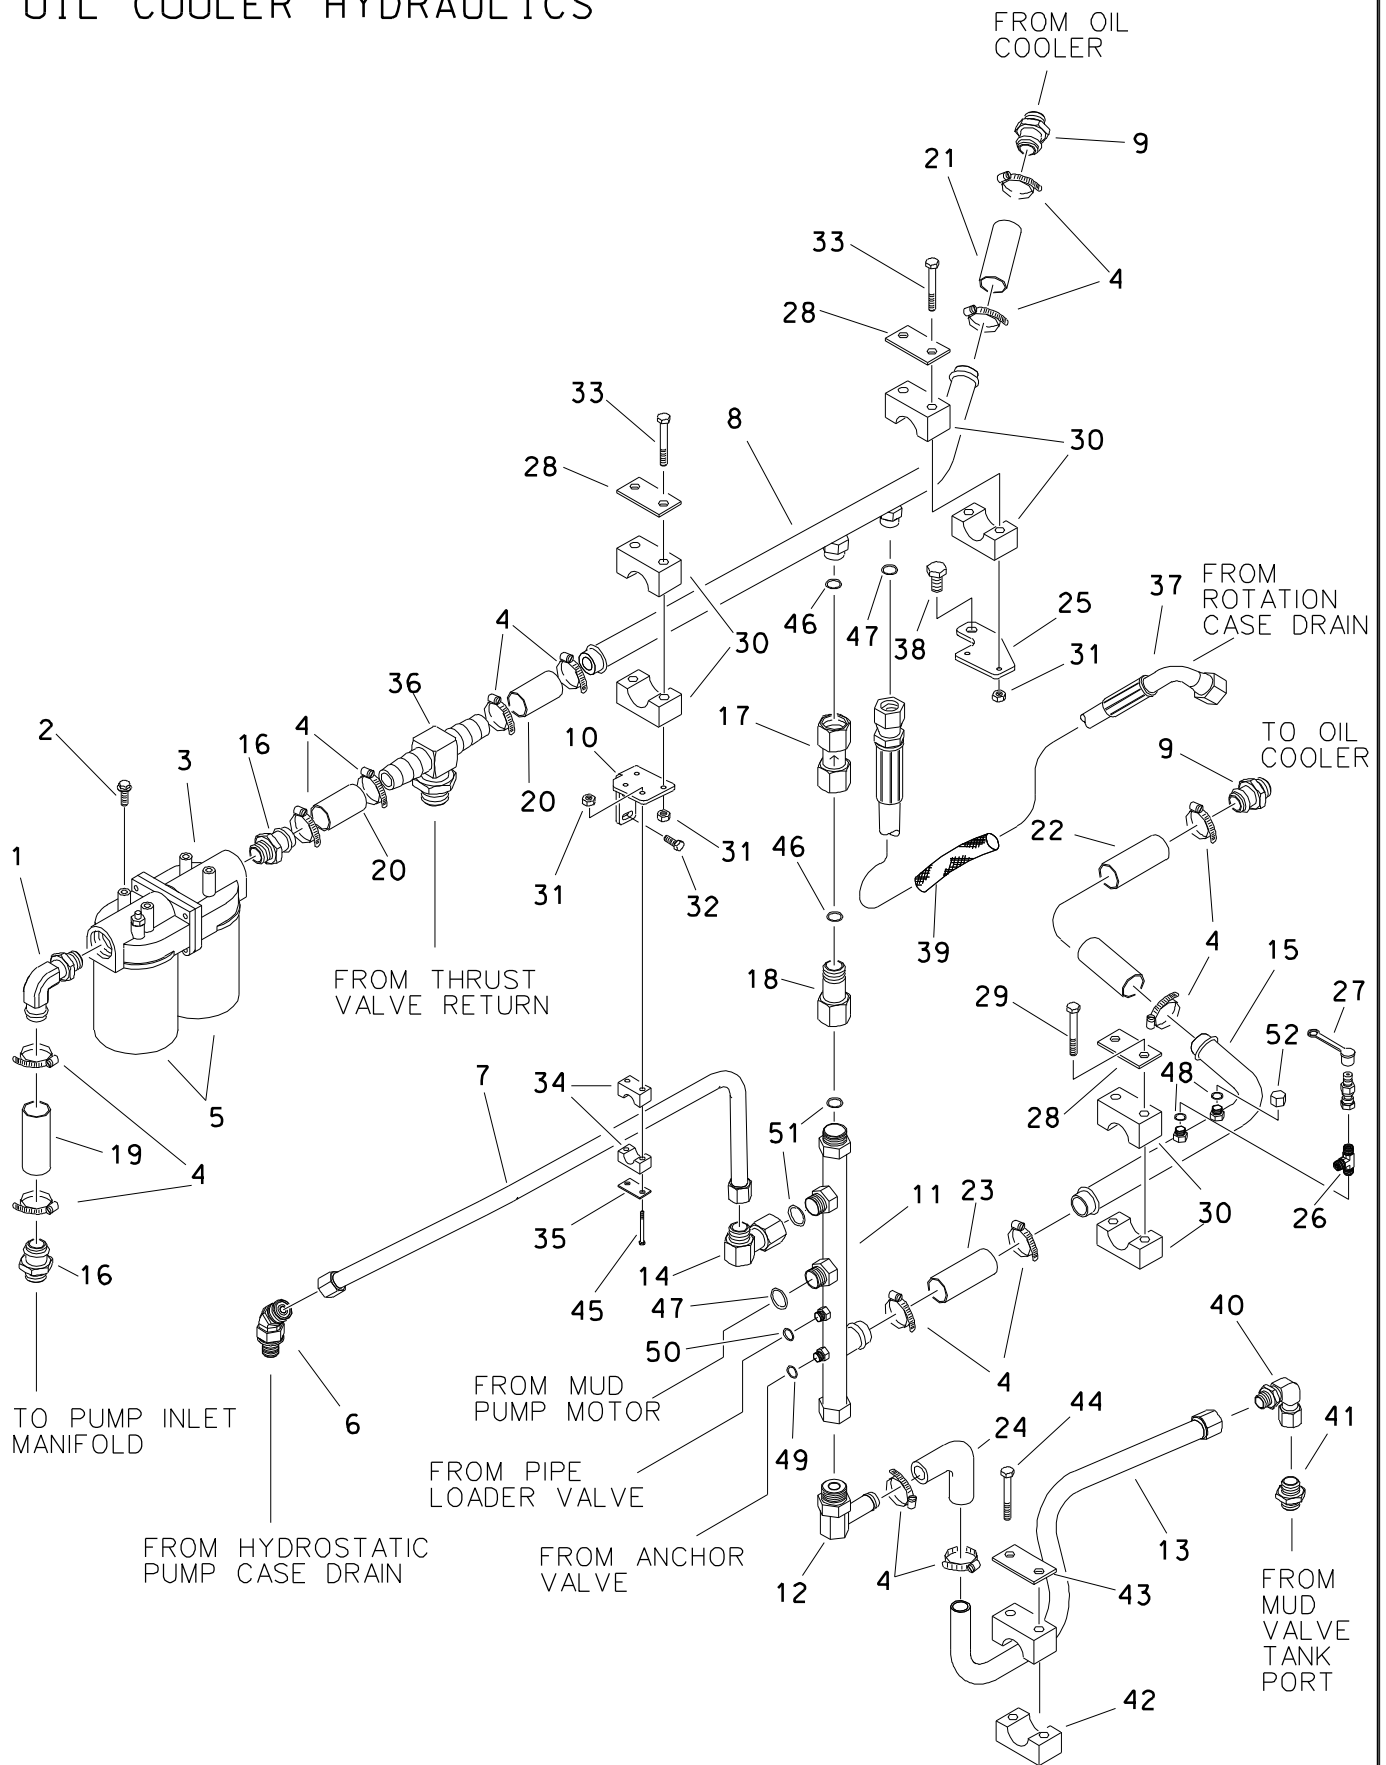 OIL COOLER HYDRAULICS
FROM OIL
COOLER
9
21
33
4
28
33
8
30
28
37
FROM
ROTATION
CASE DRAIN
46
47
38
25
4
30
31
36
2
3
16
4
10
17
9
TO OIL
COOLER
20
31
31
22
1
20
46
32
39
4
15
FROM THRUST
VALVE RETURN
18
29
27
52
5
7
34
48
28
51
19
4
11
23
30
26
35
16
14
45
47
40
50
4
FROM MUD
PUMP MOTOR
6
TO PUMP INLET
MANIFOLD
44
41
24
49
FROM PIPE
LOADER VALVE
FROM HYDROSTATIC
PUMP CASE DRAIN
FROM ANCHOR
VALVE
13
12
4
43
FROM
MUD
VALVE
TANK
PORT
42